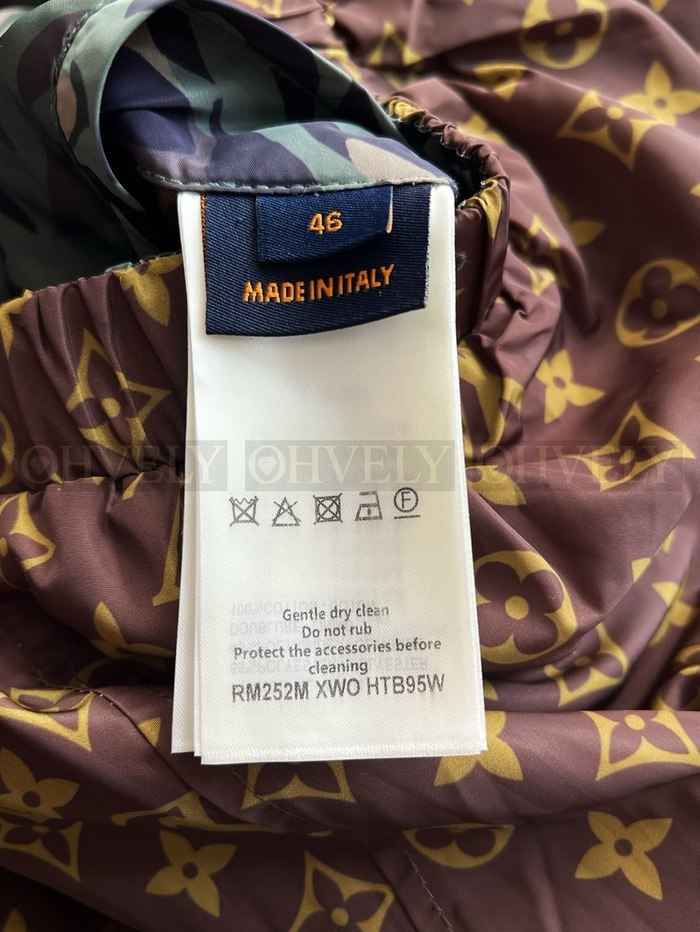 46
MADE IN ITALY
OHVELY OHVELY OHVELY
F
Gentle dry clean
Do not rub
Protect the accessories before
cleaning
RM252M XWO HTB95W